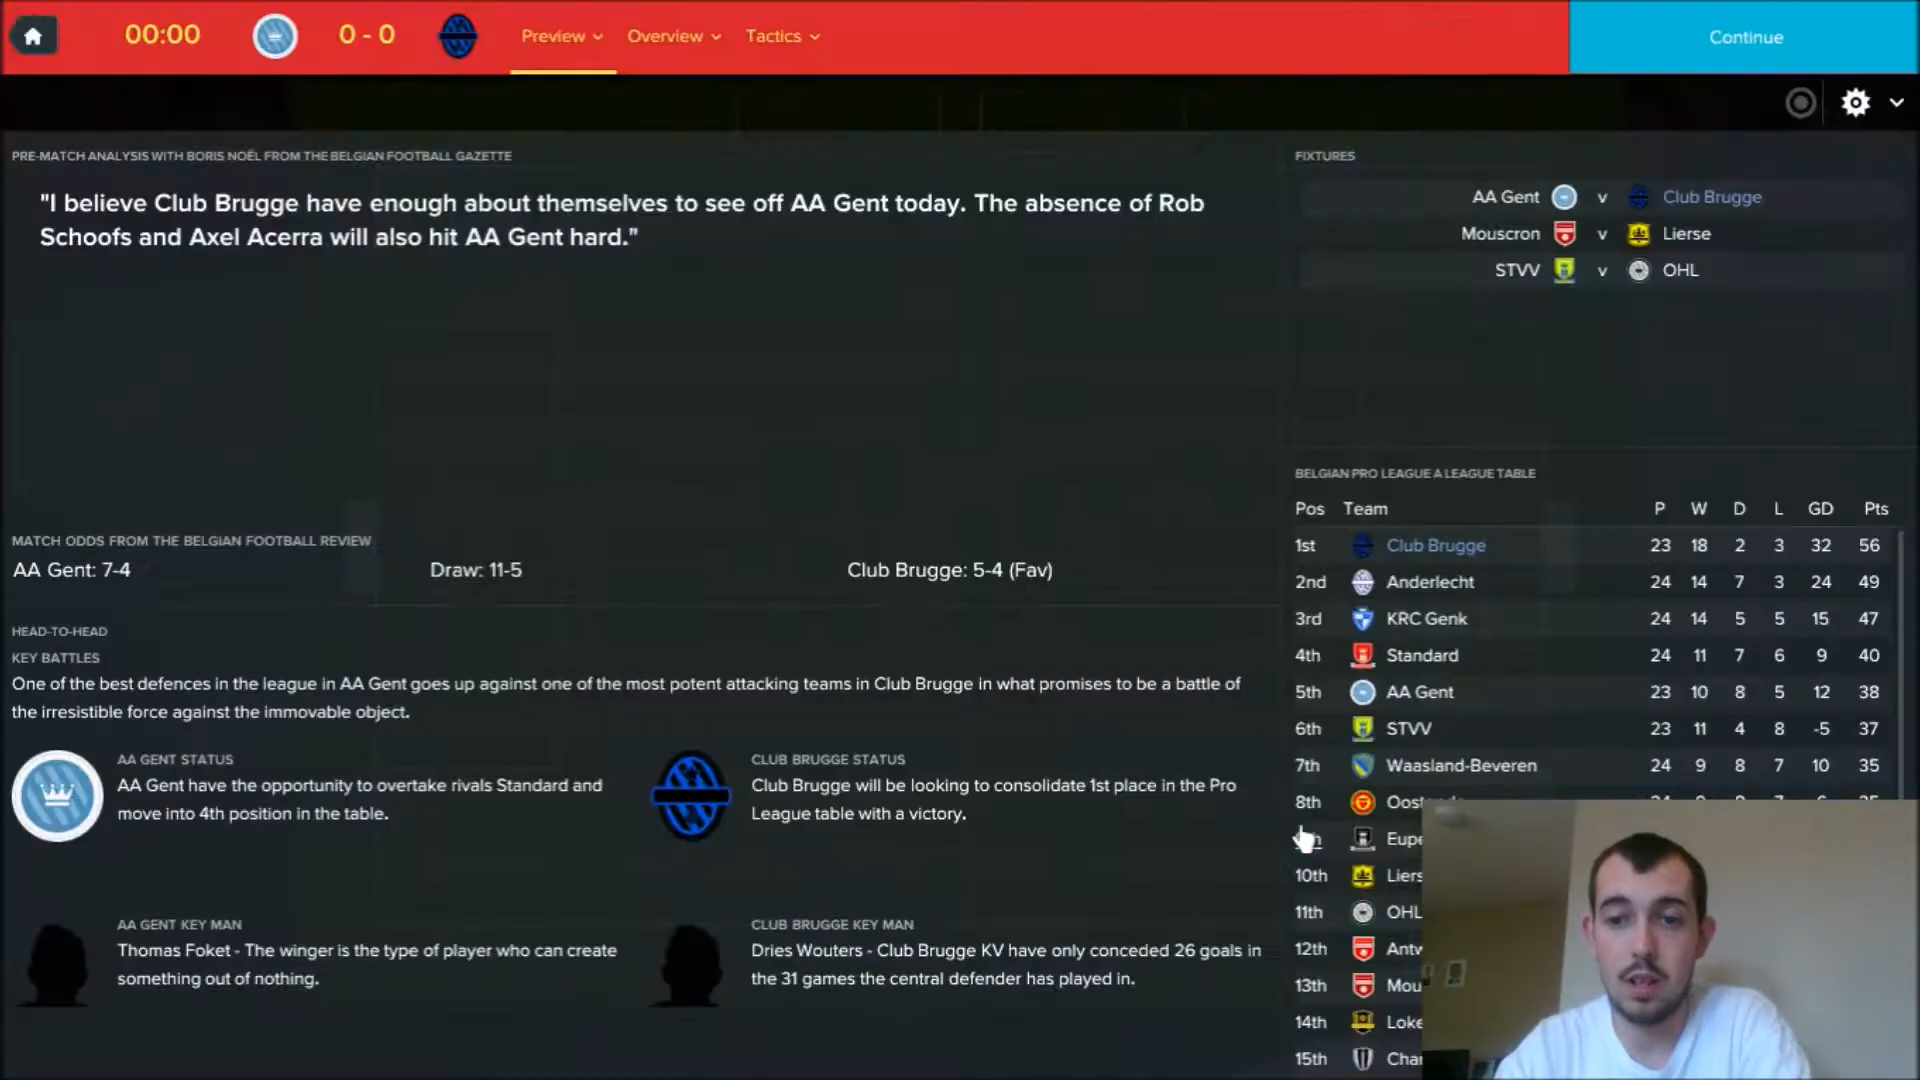 00:00
0 - 0
Preview
Overview
Tactics
Continue
PRE-MATCH ANALYSIS WITH BORIS NOËL FROM THE BELGIAN FOOTBALL GAZETTE
"I believe Club Brugge have enough about themselves to see off AA Gent today. The absence of Rob
Schoofs and Axel Acerra will also hit AA Gent hard."
MATCH ODDS FROM THE BELGIAN FOOTBALL REVIEW
AA Gent: 7-4
Draw: 11-5
Club Brugge: 5-4 (Fav)
HEAD-TO-HEAD
KEY BATTLES
One of the best defences in the league in AA Gent goes up against one of the most potent attacking teams in Club Brugge in what promises to be a battle of
the irresistible force against the immovable object.
AA GENT STATUS
AA Gent have the opportunity to overtake rivals Standard and
move into 4th position in the table.
CLUB BRUGGE STATUS
Club Brugge will be looking to consolidate 1st place in the Pro
League table with a victory.
AA GENT KEY MAN
Thomas Foket - The winger is the type of player who can create
something out of nothing.
CLUB BRUGGE KEY MAN
Dries Wouters - Club Brugge KV have only conceded 26 goals in
the 31 games the central defender has played in.
FIXTURES
AA Gent v Club Brugge
Mouscron v Lierse
STVV v OHL
BELGIAN PRO LEAGUE A LEAGUE TABLE
Pos Team P W D L GD Pts
1st Club Brugge 23 18 2 3 32 56
2nd Anderlecht 24 14 7 3 24 49
3rd KRC Genk 24 14 5 5 15 47
4th Standard 24 11 7 6 9 40
5th AA Gent 23 10 8 5 12 38
6th STVV 23 11 4 8 -5 37
7th Waasland-Beveren 24 9 8 7 10 35
8th
Eupe
10th Liers
11th OHL
12th Antw
13th Mou
14th Loke
15th Cha